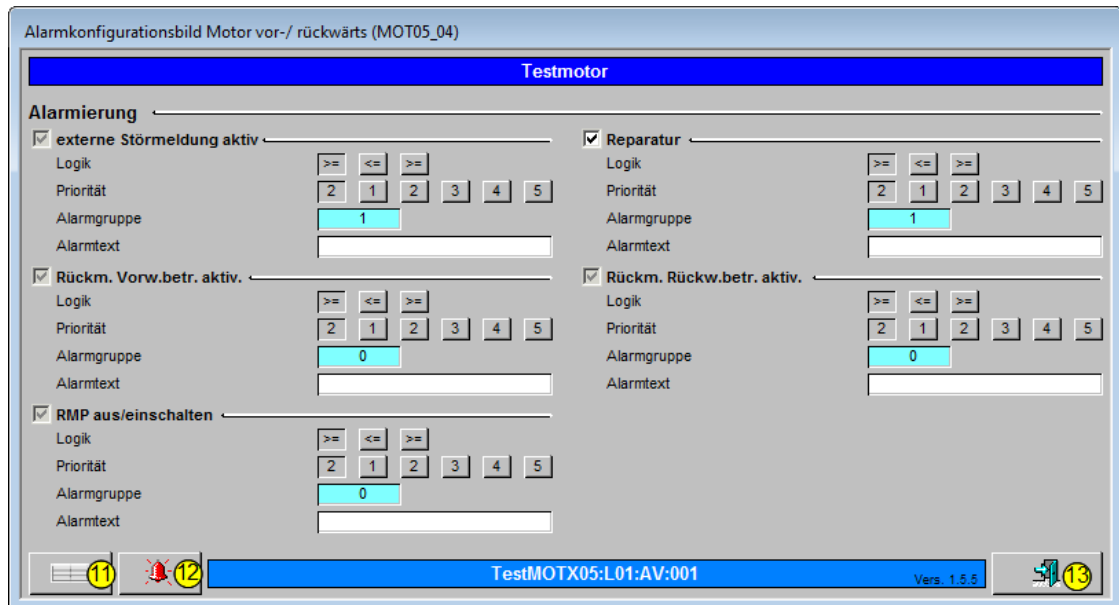 Alarmkonfigurationsbild Motor vor-/ rückwärts (MOT05_04)
Testmotor
Alarmierung
externe Störmeldung aktiv
Logik >= <= >=
Priorität 2 1 2 3 4 5
Alarmgruppe 1
Alarmtext
Reparatur
Logik >= <= >=
Priorität 2 1 2 3 4 5
Alarmgruppe 1
Alarmtext
Rückm. Vorw.betr. aktiv.
Logik >= <= >=
Priorität 2 1 2 3 4 5
Alarmgruppe 0
Alarmtext
Rückm. Rückw.betr. aktiv.
Logik >= <= >=
Priorität 2 1 2 3 4 5
Alarmgruppe 0
Alarmtext
RMP aus/einschalten
Logik >= <= >=
Priorität 2 1 2 3 4 5
Alarmgruppe 0
Alarmtext
11 12 TestMOTX05:L01:AV:001 Vers. 1.5.5 13